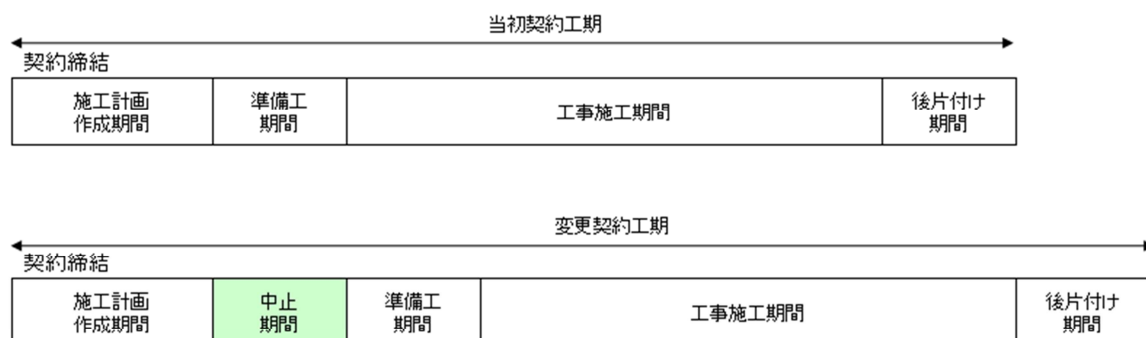 当初契約工期
契約締結
施工計画
作成期間
準備工
期間
工事施工期間
後片付け
期間
変更契約工期
契約締結
施工計画
作成期間
中止
期間
準備工
期間
工事施工期間
後片付け
期間